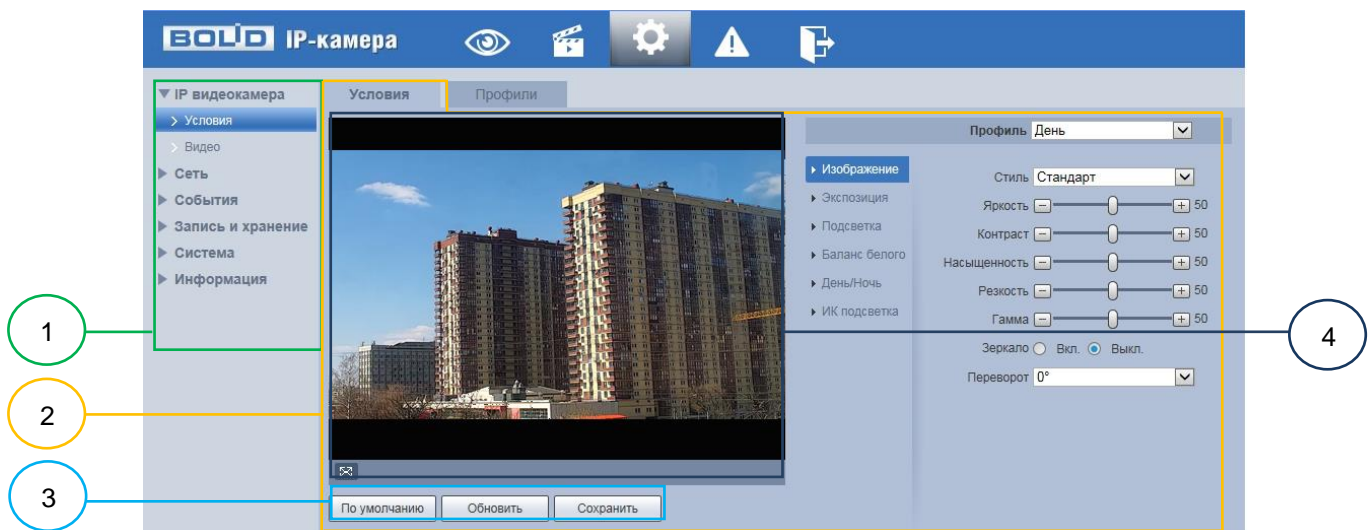 BOLID IP-камера
IP видеокамера
Условия
Видео
Сеть
События
Запись и хранение
Система
Информация
Условия
Профили
Профиль День
Изображение
Экспозиция
Подсветка
Баланс белого
День/Ночь
ИК подсветка
Стиль Стандарт
Яркость 50
Контраст 50
Насыщенность 50
Резкость 50
Гамма 50
Зеркало Вкл. Выкл.
Переворот 0°
По умолчанию
Обновить
Сохранить
1
2
3
4